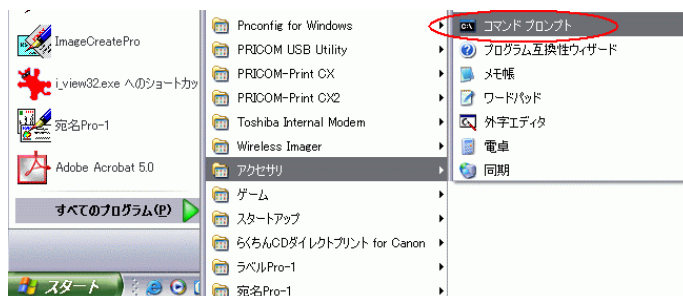 ImageCreatePro
i_view32.exe へのショートカッ
宛名Pro-1
Adobe Acrobat 5.0
すべてのプログラム(P)
スタート
Pnconfig for Windows
PRICOM USB Utility
PRICOM-Print CX
PRICOM-Print CX2
Toshiba Internal Modem
Wireless Imager
アクセサリ
ゲーム
スタートアップ
らくちんCDダイレクトプリント for Canon
ラベルPro-1
宛名Pro-1
コマンド プロンプト
プログラム互換性ウィザード
メモ帳
ワードパッド
外字エディタ
電卓
同期